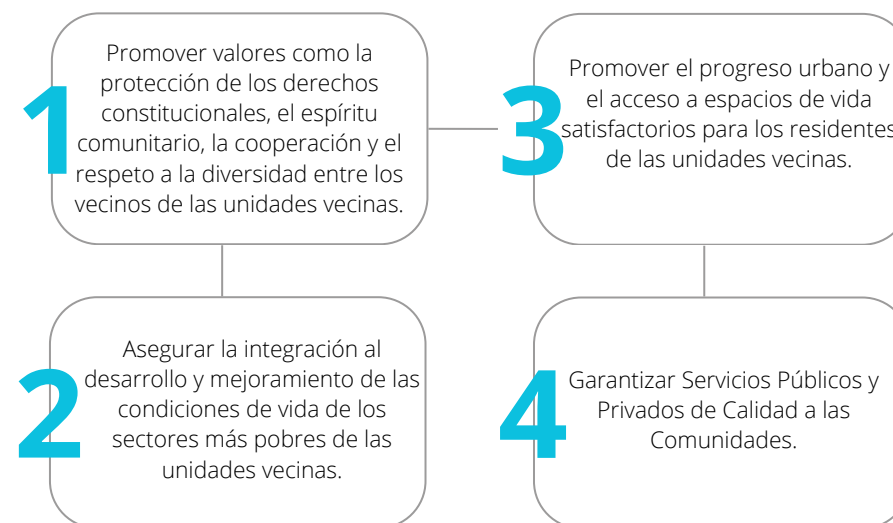 1
Promover valores como la
protección de los derechos
constitucionales, el espíritu
comunitario, la cooperación y el
respeto a la diversidad entre los
vecinos de las unidades vecinas.
2
Asegurar la integración al
desarrollo y mejoramiento de las
condiciones de vida de los
sectores más pobres de las
unidades vecinas.
3
Promover el progreso urbano y
el acceso a espacios de vida
satisfactorios para los residentes
de las unidades vecinas.
4
Garantizar Servicios Públicos y
Privados de Calidad a las
Comunidades.